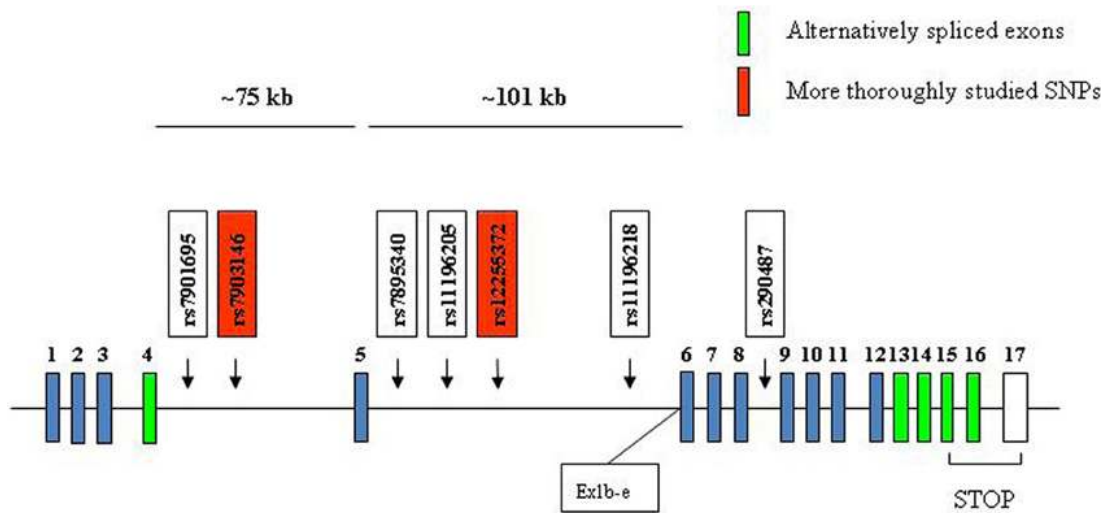 Alternatively spliced exons
More thoroughly studied SNPs
~75 kb
~101 kb
rs7901695
rs7903146
rs7895340
rs11196205
rs12255372
rs11196218
rs290487
1 2 3 4 5 6 7 8 9 10 11 12 13 14 15 16 17
Ex1b-e
STOP